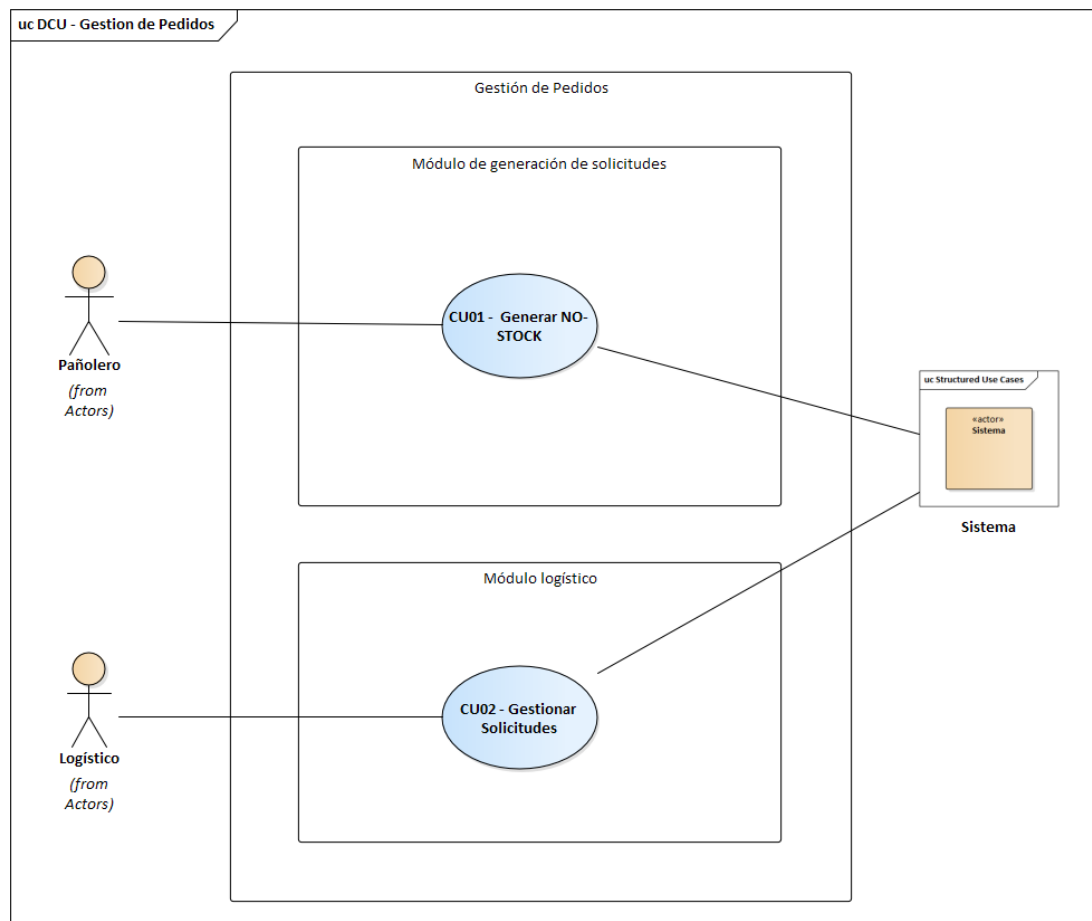 uc DCU - Gestion de Pedidos
Gestión de Pedidos
Módulo de generación de solicitudes
CU01 -  Generar NO-
STOCK
Pañolero
(from
Actors)
uc Structured Use Cases
«actor»
Sistema
Sistema
Módulo logístico
CU02 - Gestionar
Solicitudes
Logístico
(from
Actors)